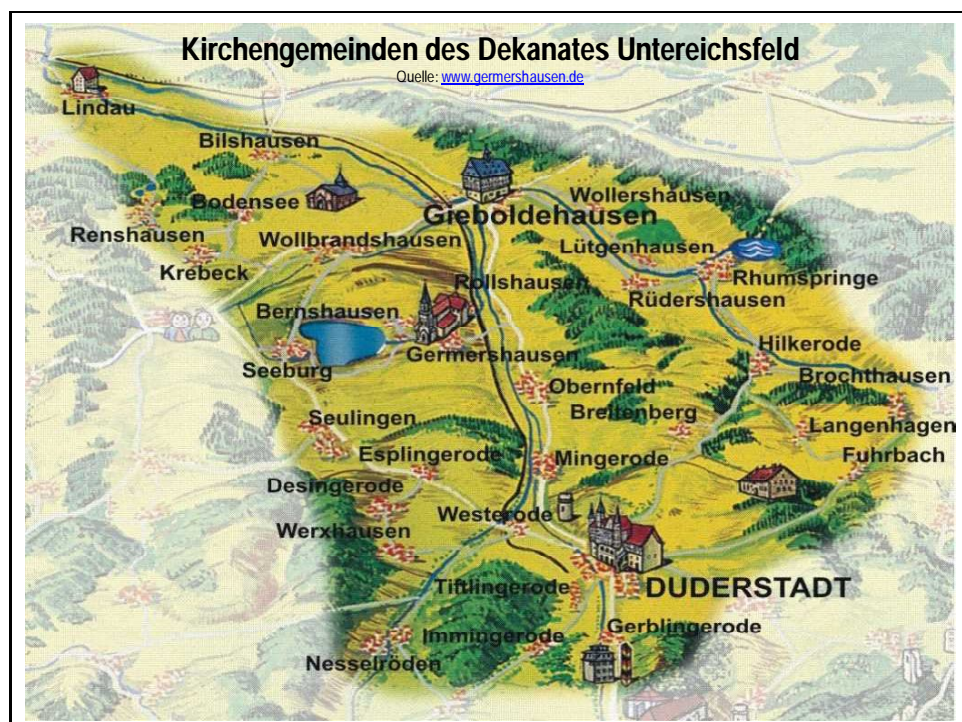 Kirchengemeinden des Dekanates Untereichsfeld
Quelle: www.germershausen.de
Lindau
Bilshausen
Bodensee
Wollershausen
Gieboldehausen
Renshausen
Wollbrandshausen
Lütgenhausen
Krebeck
Rollshausen
Rhumspringe
Rüdershausen
Bernshausen
Hilkerode
Germershausen
Seeburg
Brochthausen
Obernfeld
Breitenberg
Seulingen
Langenhagen
Esplingerode
Mingerode
Fuhrbach
Desingerode
Westerode
Werxhausen
Tiftlingerode
DUDERSTADT
Gerblingerode
Immingerode
Nesselröden